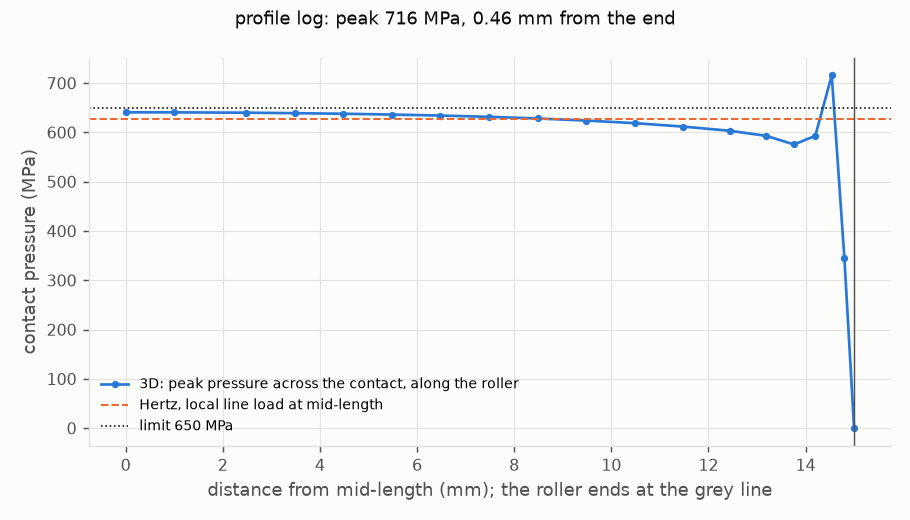 profile log: peak 716 MPa, 0.46 mm from the end
contact pressure (MPa)
700
600
500
400
300
200
100
0
3D: peak pressure across the contact, along the roller
Hertz, local line load at mid-length
limit 650 MPa
0 2 4 6 8 10 12 14
distance from mid-length (mm); the roller ends at the grey line